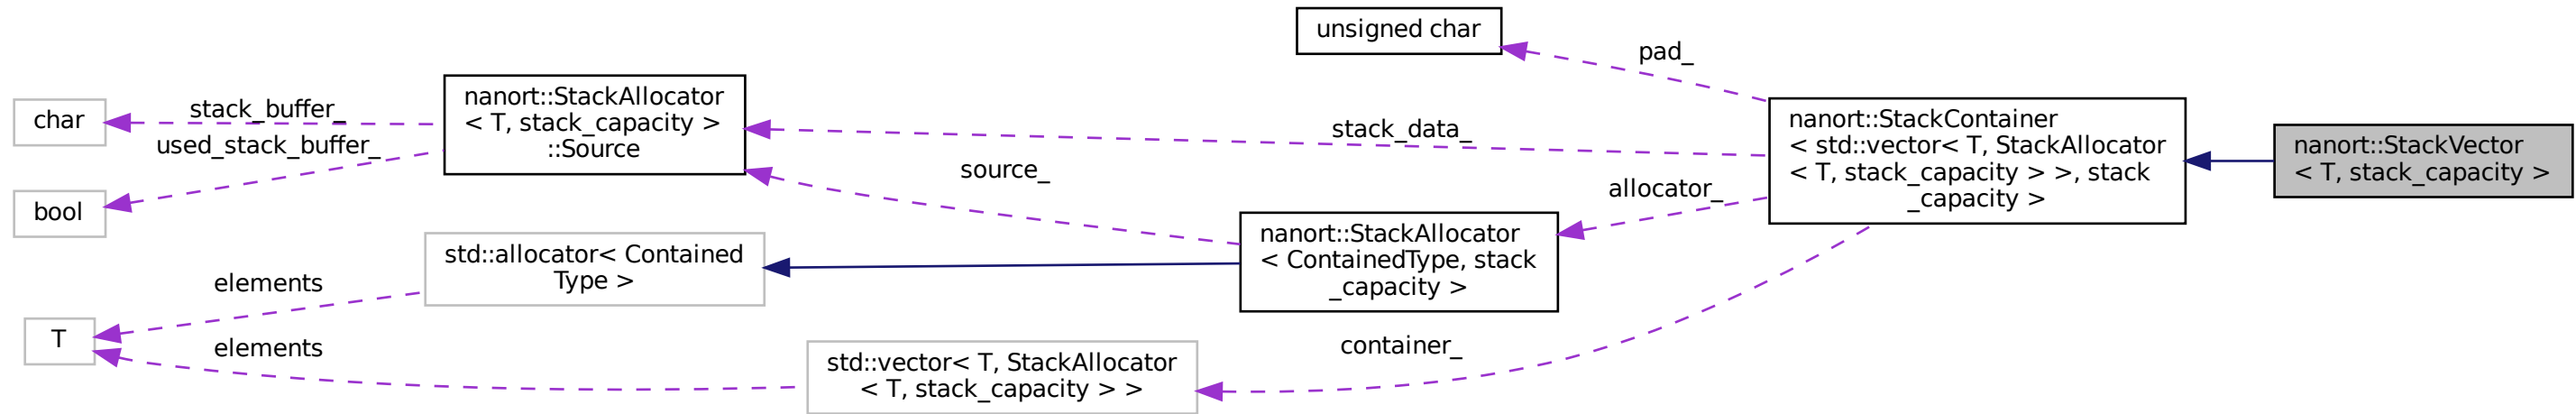 unsigned char
pad_
nanort::StackAllocator
< T, stack_capacity >
::Source
char
stack_buffer_
used_stack_buffer_
bool
stack_data_
source_
nanort::StackContainer
< std::vector< T, StackAllocator
< T, stack_capacity > >, stack
_capacity >
nanort::StackVector
< T, stack_capacity >
allocator_
nanort::StackAllocator
< ContainedType, stack
_capacity >
std::allocator< Contained
Type >
elements
T
elements
container_
std::vector< T, StackAllocator
< T, stack_capacity > >